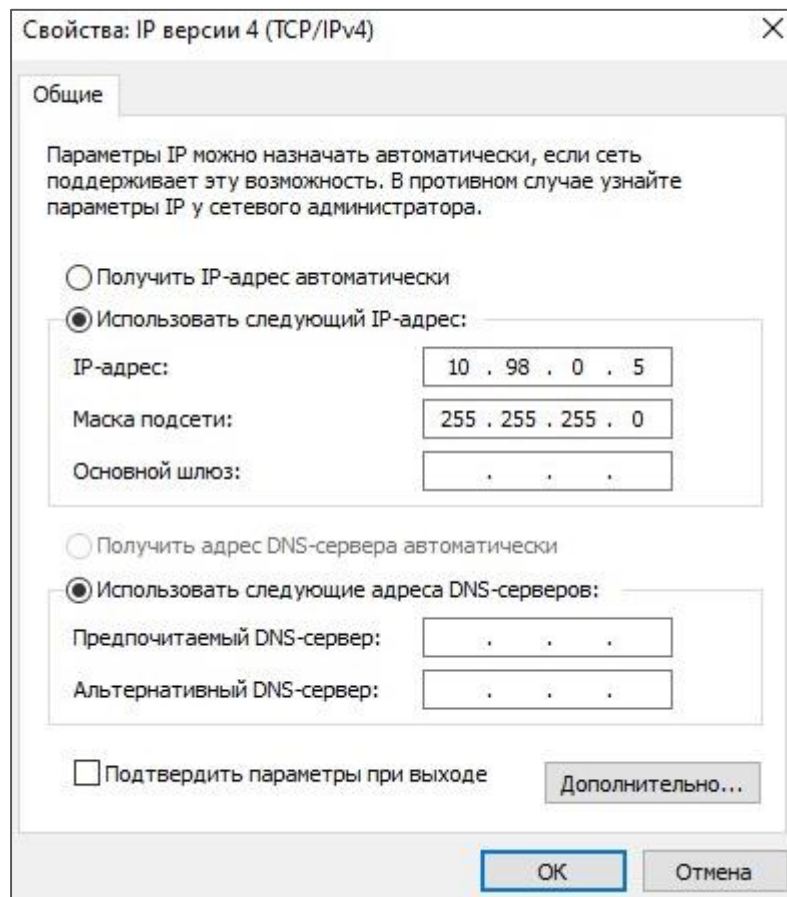 Свойства: IP версии 4 (TCP/IPv4)
Общие
Параметры IP можно назначать автоматически, если сеть
поддерживает эту возможность. В противном случае узнайте
параметры IP у сетевого администратора.
Получить IP-адрес автоматически
Использовать следующий IP-адрес:
IP-адрес: 10 . 98 . 0 . 5
Маска подсети: 255 . 255 . 255 . 0
Основной шлюз: . . .
Получить адрес DNS-сервера автоматически
Использовать следующие адреса DNS-серверов:
Предпочитаемый DNS-сервер: . . .
Альтернативный DNS-сервер: . . .
Подтвердить параметры при выходе Дополнительно...
ОК Отмена